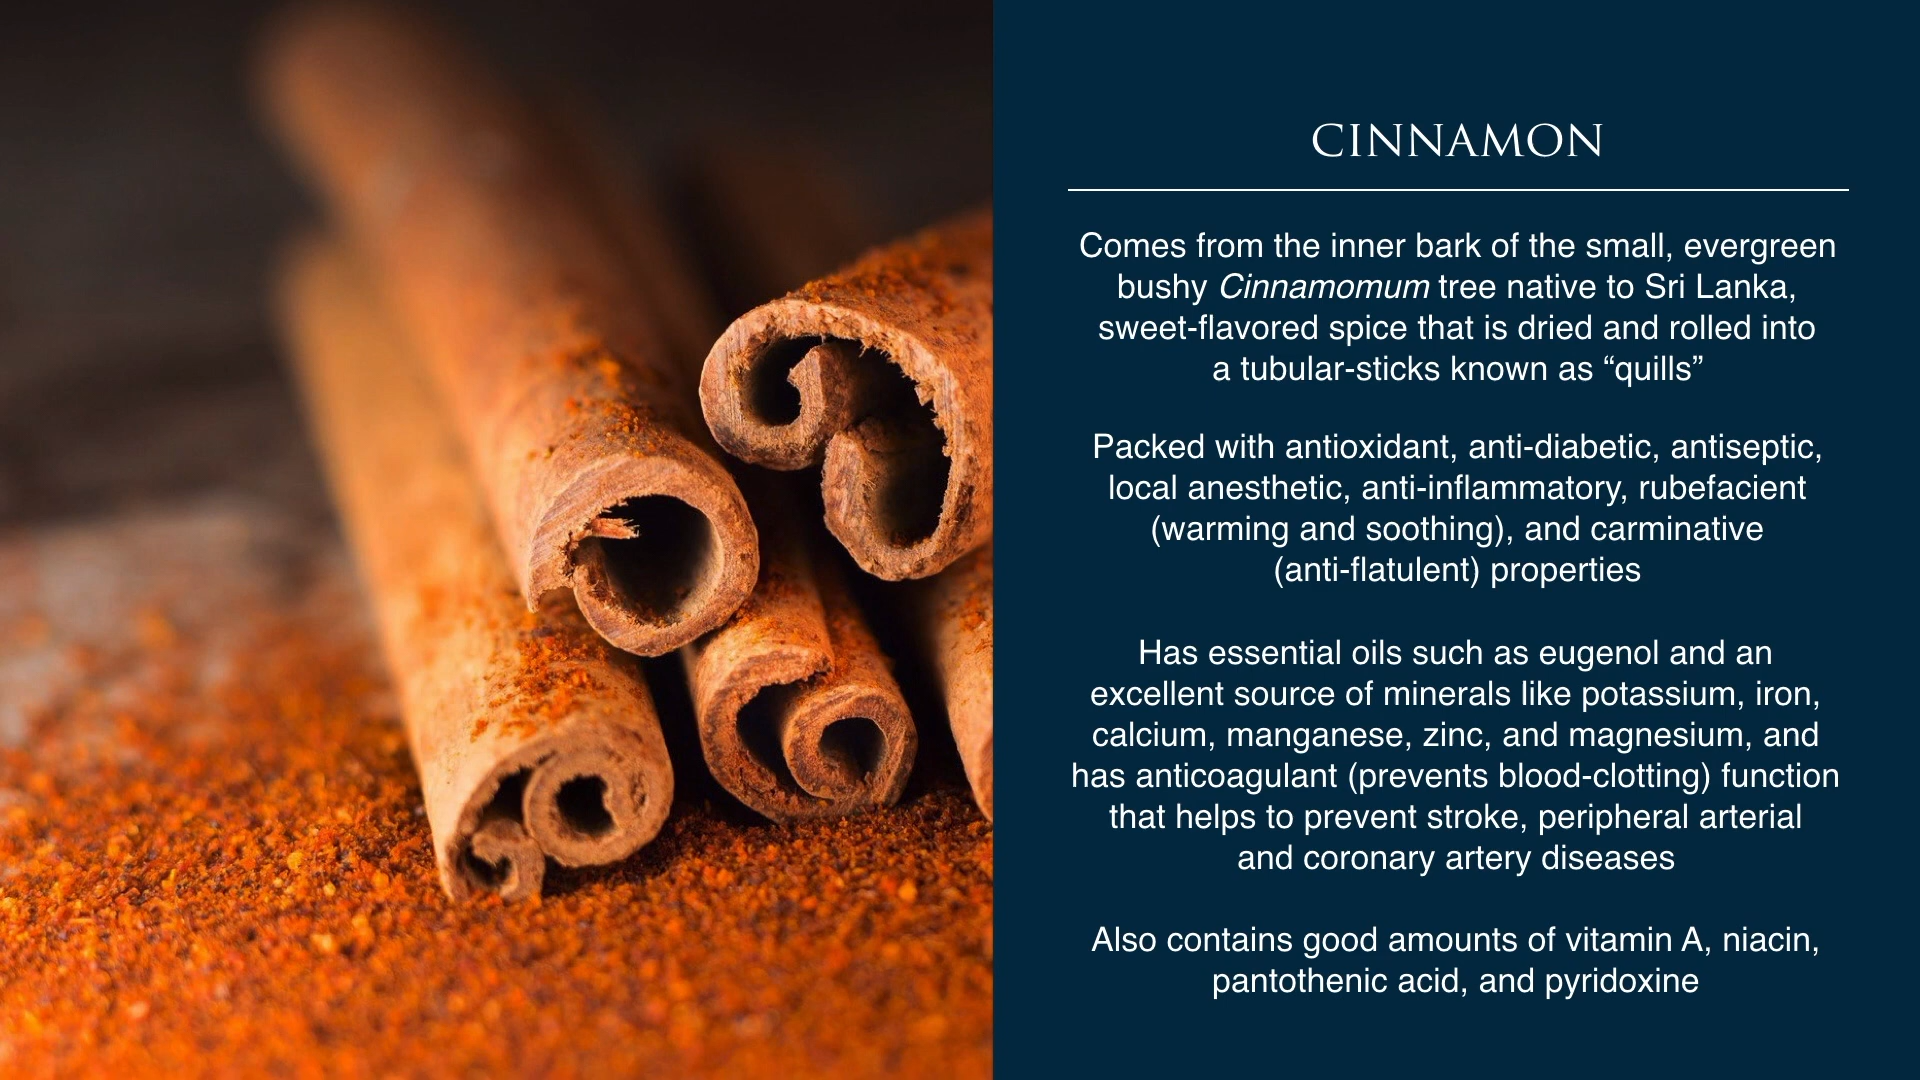 CINNAMON
Comes from the inner bark of the small, evergreen
bushy Cinnamomum tree native to Sri Lanka,
sweet-flavored spice that is dried and rolled into
a tubular-sticks known as “quills”
Packed with antioxidant, anti-diabetic, antiseptic,
local anesthetic, anti-inflammatory, rubefacient
(warming and soothing), and carminative
(anti-flatulent) properties
Has essential oils such as eugenol and an
excellent source of minerals like potassium, iron,
calcium, manganese, zinc, and magnesium, and
has anticoagulant (prevents blood-clotting) function
that helps to prevent stroke, peripheral arterial
and coronary artery diseases
Also contains good amounts of vitamin A, niacin,
pantothenic acid, and pyridoxine